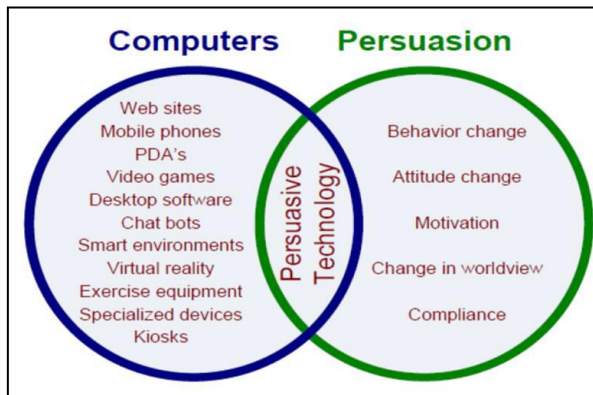 Computers
Persuasion
Web sites
Mobile phones
PDA's
Video games
Desktop software
Chat bots
Smart environments
Virtual reality
Exercise equipment
Specialized devices
Kiosks
Persuasive
Technology
Behavior change
Attitude change
Motivation
Change in worldview
Compliance